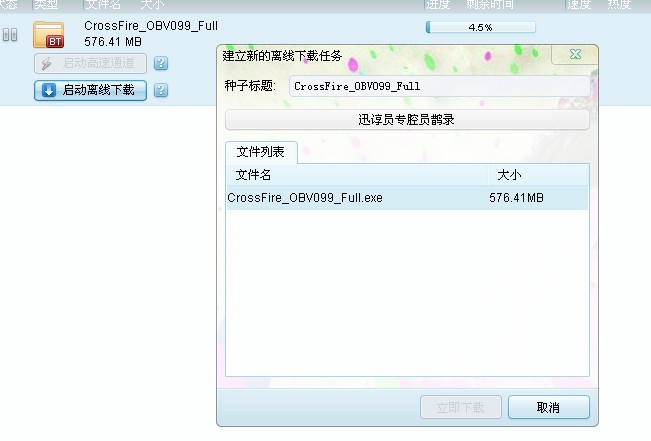 状态 类型 文件名 大小 进度 剩余时间 速度 热度
CrossFire_OBV099_Full
4.5%
BT
576.41 MB
启动高速通道 ?
启动离线下载 ?
建立新的离线下载任务
种子标题: CrossFire_OBV099_Full
迅谆员专腔员鹊录
文件列表
文件名 大小
CrossFire_OBV099_Full.exe 576.41MB
立即下载 取消